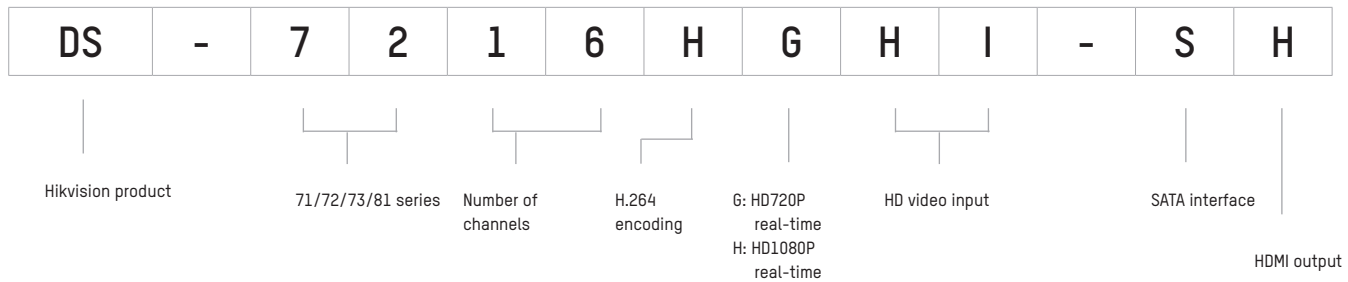 DS - 7 2 1 6 H G H I - S H
Hikvision product
71/72/73/81 series
Number of
channels
H.264
encoding
G: HD720P
real-time
H: HD1080P
real-time
HD video input
SATA interface
HDMI output